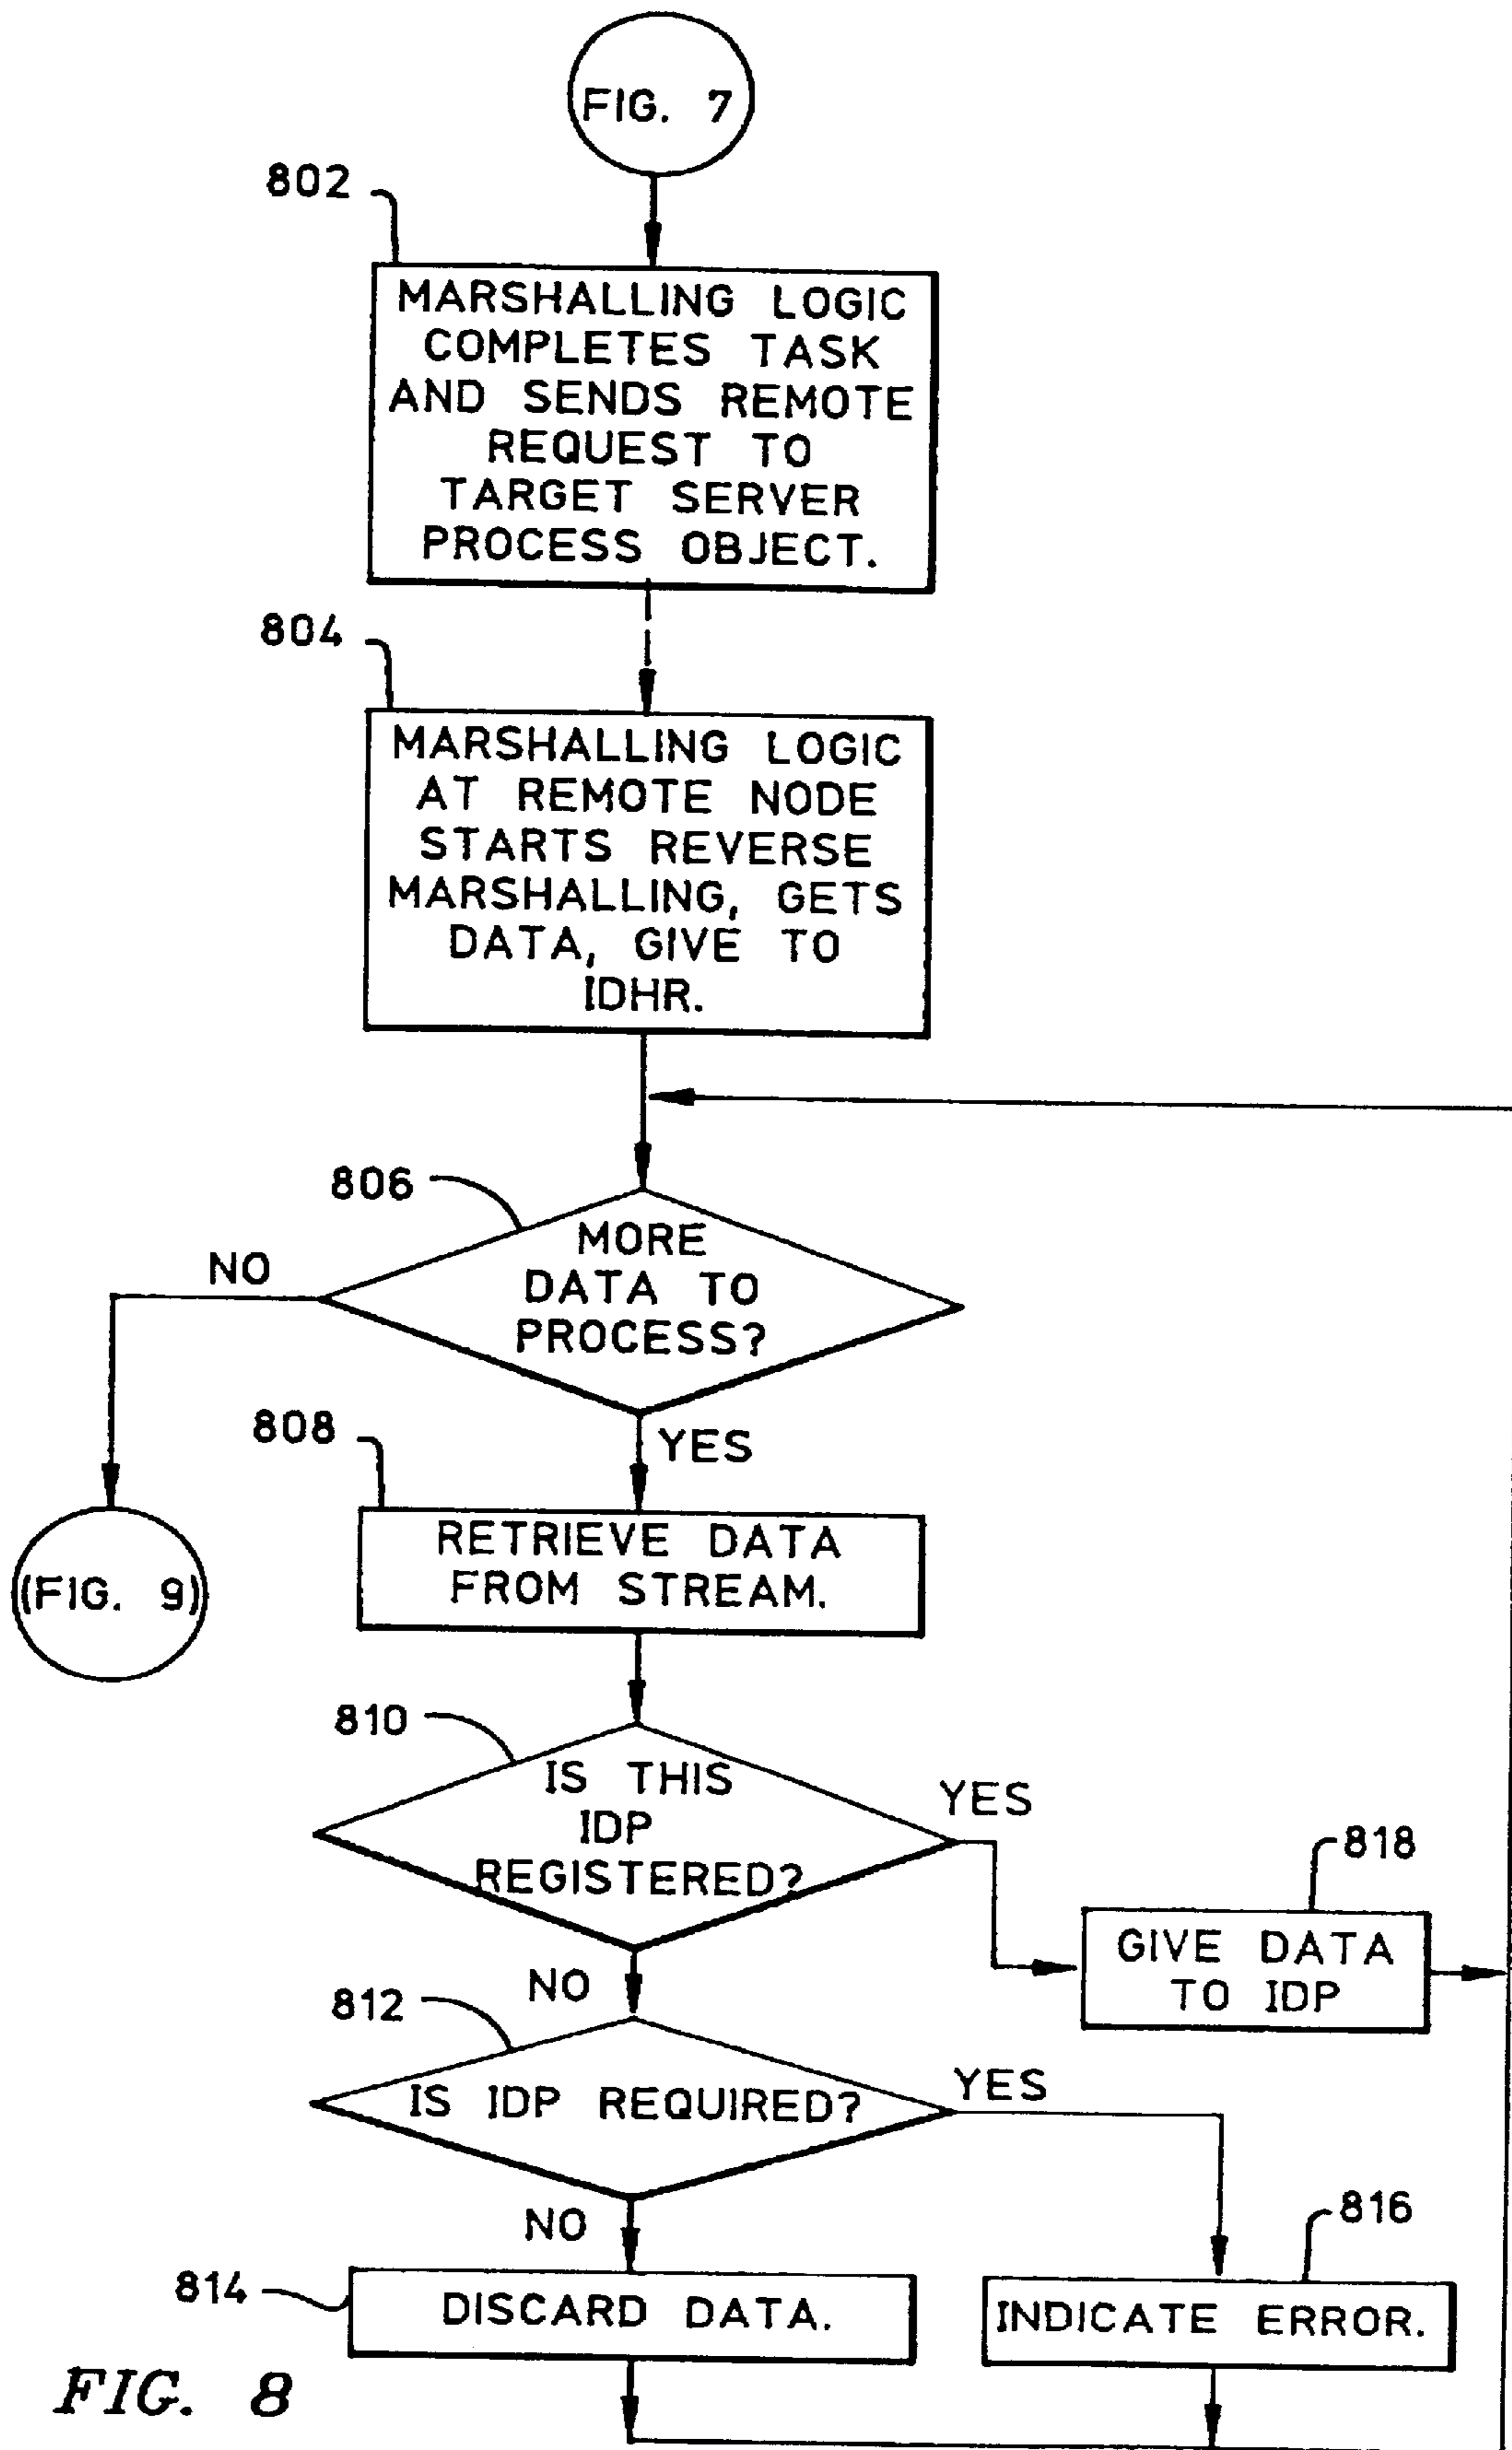 FIG. 7
802
MARSHALLING LOGIC
COMPLETES TASK
AND SENDS REMOTE
REQUEST TO
TARGET SERVER
PROCESS OBJECT.
804
MARSHALLING LOGIC
AT REMOTE NODE
STARTS REVERSE
MARSHALLING, GETS
DATA, GIVE TO
IDHR.
806
MORE
DATA TO
PROCESS?
NO
YES
(FIG. 9)
808
RETRIEVE DATA
FROM STREAM.
810
IS THIS
IDP
REGISTERED?
YES
818
GIVE DATA
TO IDP
NO
812
IS IDP REQUIRED?
YES
NO
816
INDICATE ERROR.
814
DISCARD DATA.
FIG. 8